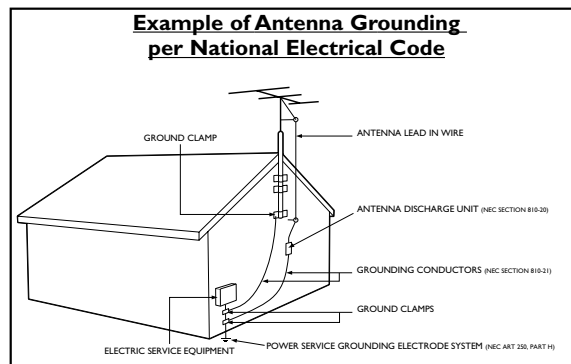 Example of Antenna Grounding
per National Electrical Code
GROUND CLAMP
ANTENNA LEAD IN WIRE
ANTENNA DISCHARGE UNIT (NEC SECTION 810-20)
GROUNDING CONDUCTORS (NEC SECTION 810-21)
GROUND CLAMPS
POWER SERVICE GROUNDING ELECTRODE SYSTEM (NEC ART 250, PART H)
ELECTRIC SERVICE EQUIPMENT